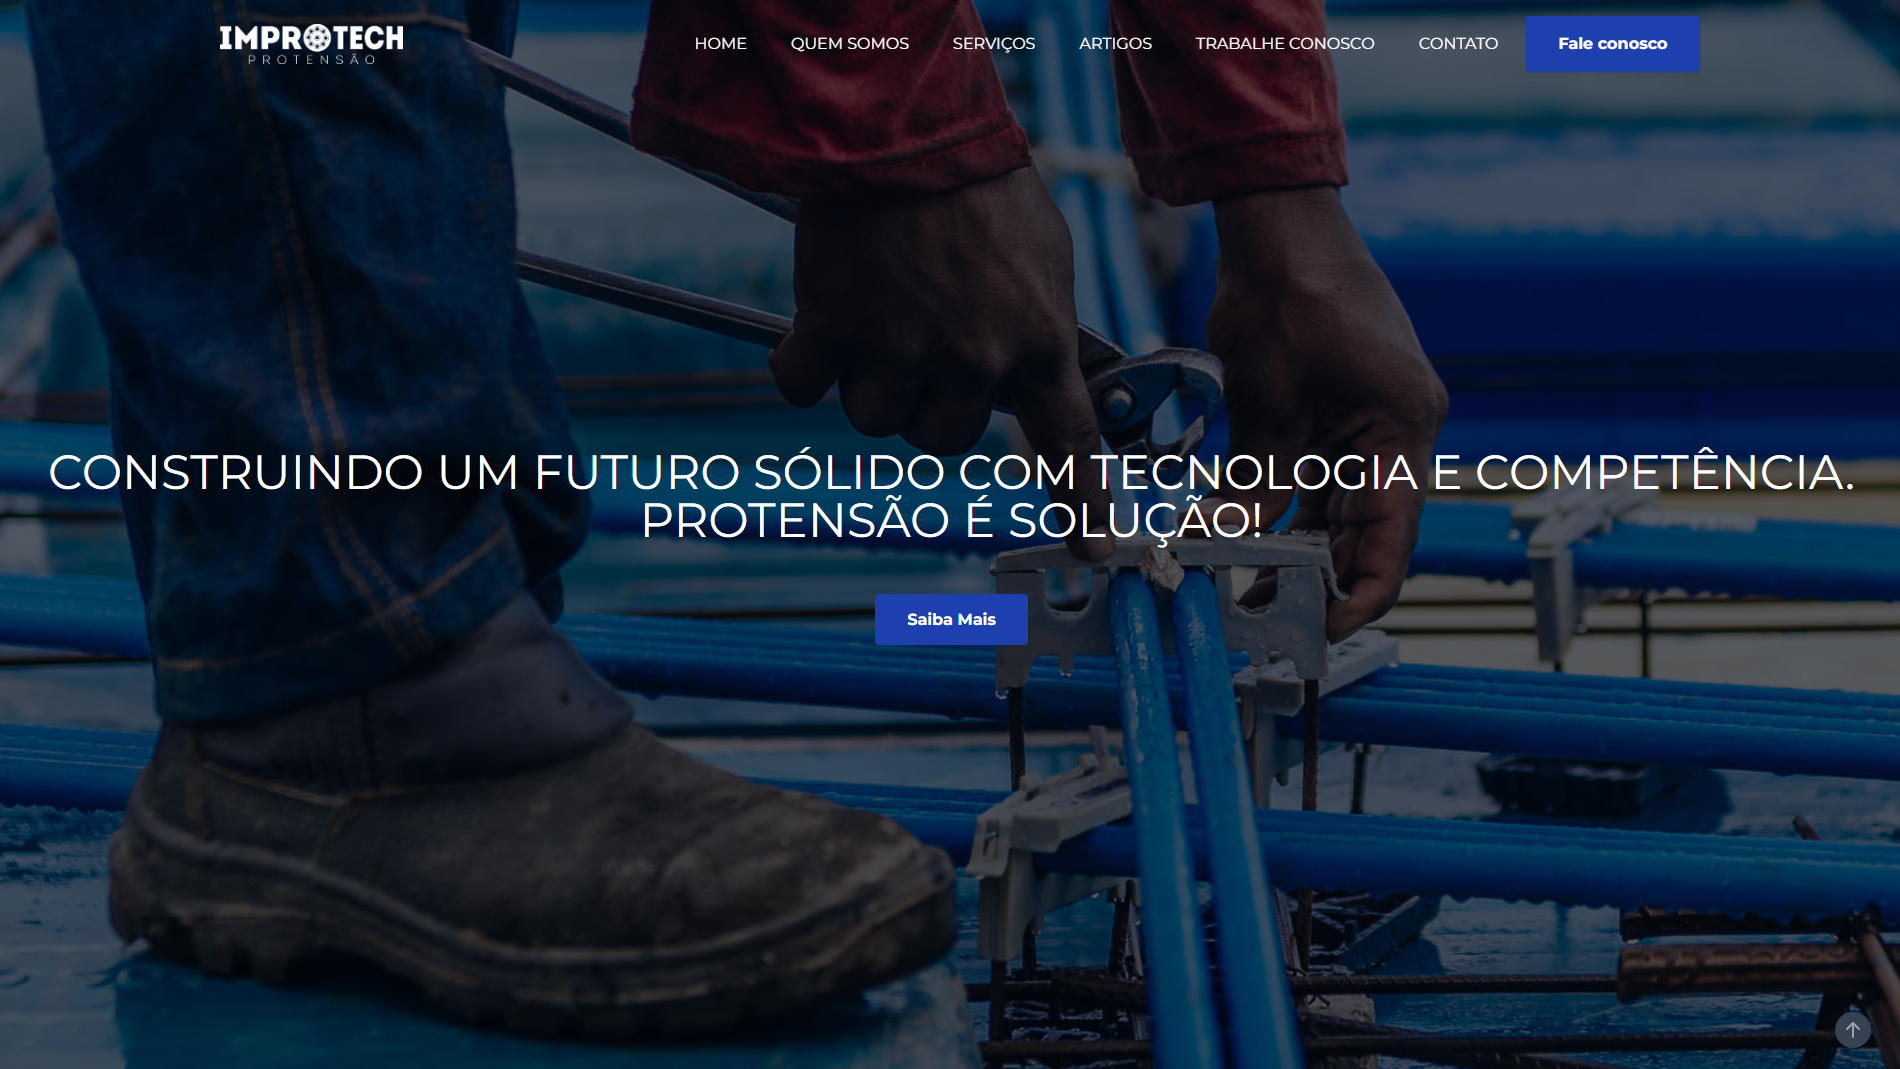 IMPROTECH
PROTENSÃO
HOME
QUEM SOMOS
SERVIÇOS
ARTIGOS
TRABALHE CONOSCO
CONTATO
Fale conosco
CONSTRUINDO UM FUTURO SÓLIDO COM TECNOLOGIA E COMPETÊNCIA.
PROTENSÃO É SOLUÇÃO!
Saiba Mais